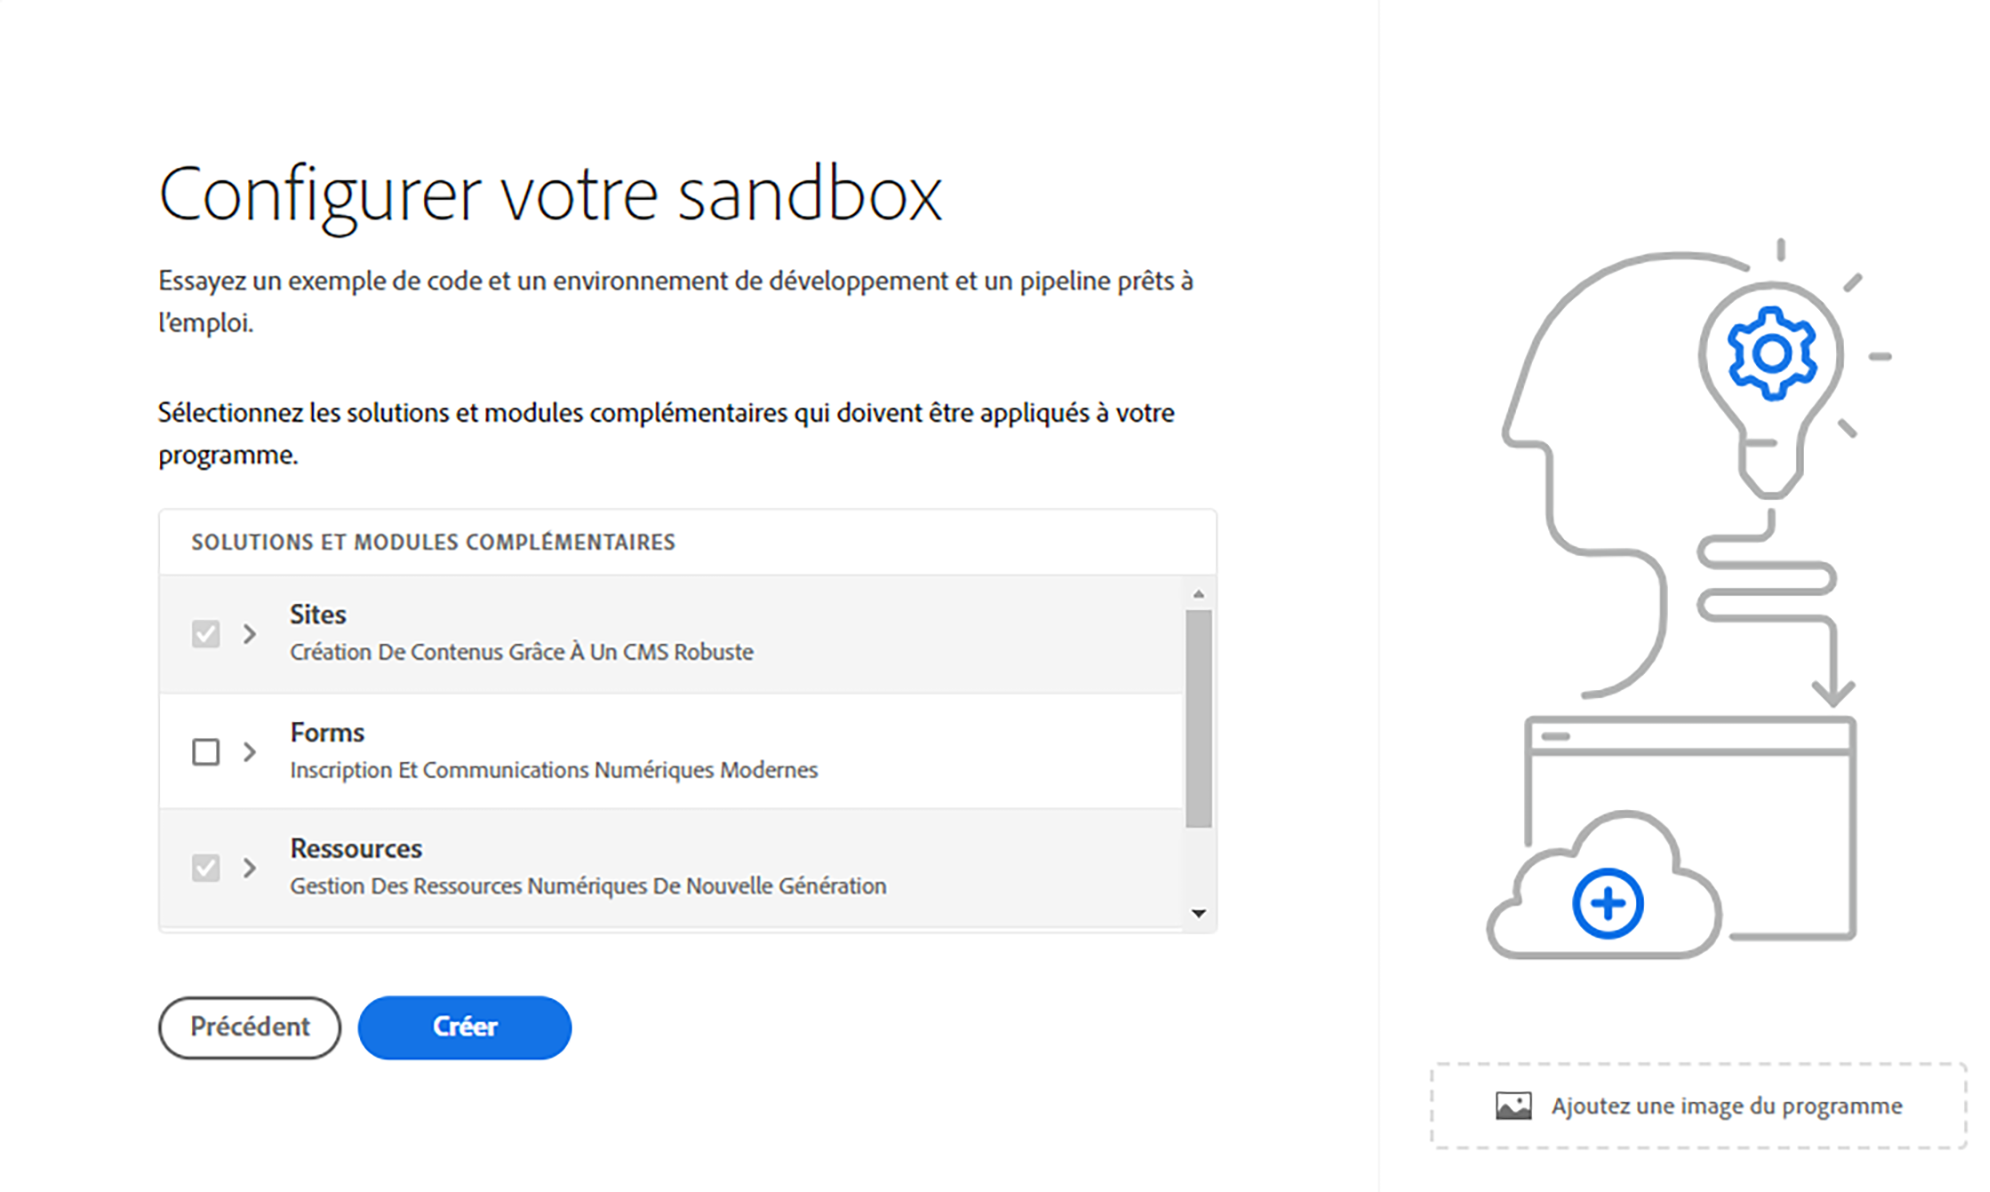 Configurer votre sandbox
Essayez un exemple de code et un environnement de développement et un pipeline prêts à
l’emploi.
Sélectionnez les solutions et modules complémentaires qui doivent être appliqués à votre
programme.
SOLUTIONS ET MODULES COMPLÉMENTAIRES
Sites
Création De Contenus Grâce À Un CMS Robuste
Forms
Inscription Et Communications Numériques Modernes
Ressources
Gestion Des Ressources Numériques De Nouvelle Génération
Précédent
Créer
Ajoutez une image du programme